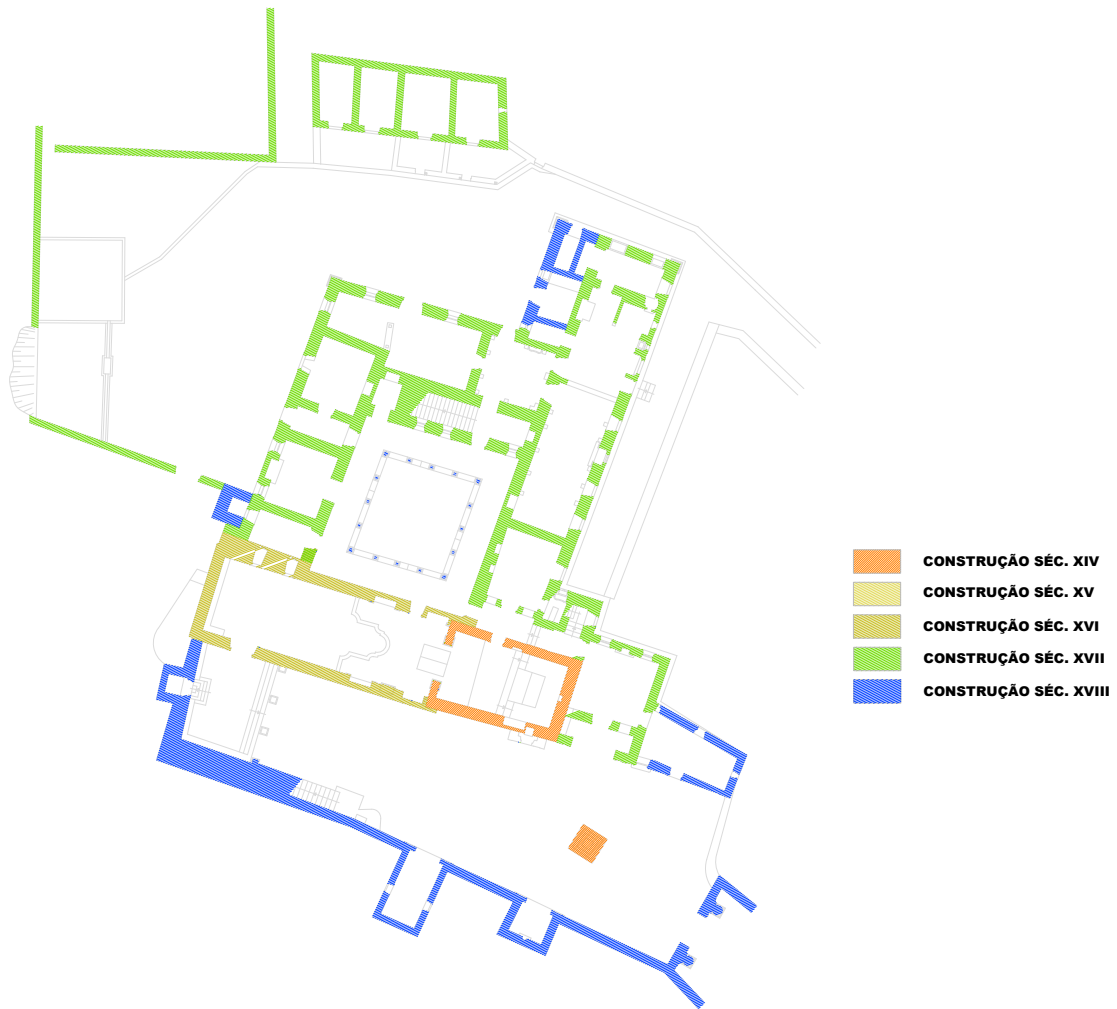 CONSTRUÇÃO SÉC. XIV
CONSTRUÇÃO SÉC. XV
CONSTRUÇÃO SÉC. XVI
CONSTRUÇÃO SÉC. XVII
CONSTRUÇÃO SÉC. XVIII